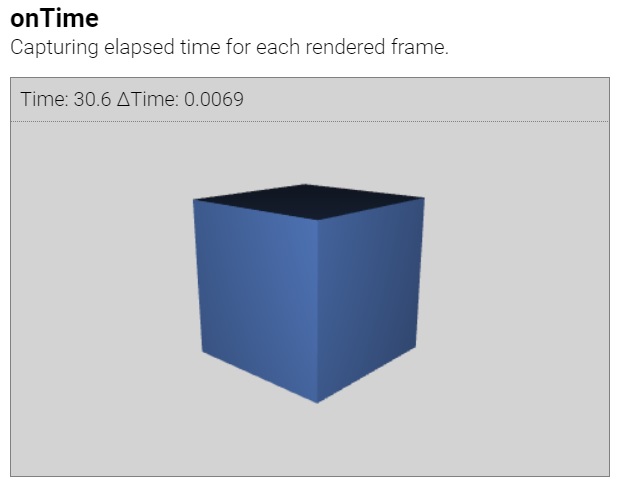 onTime
Capturing elapsed time for each rendered frame.
Time: 30.6 ΔTime: 0.0069